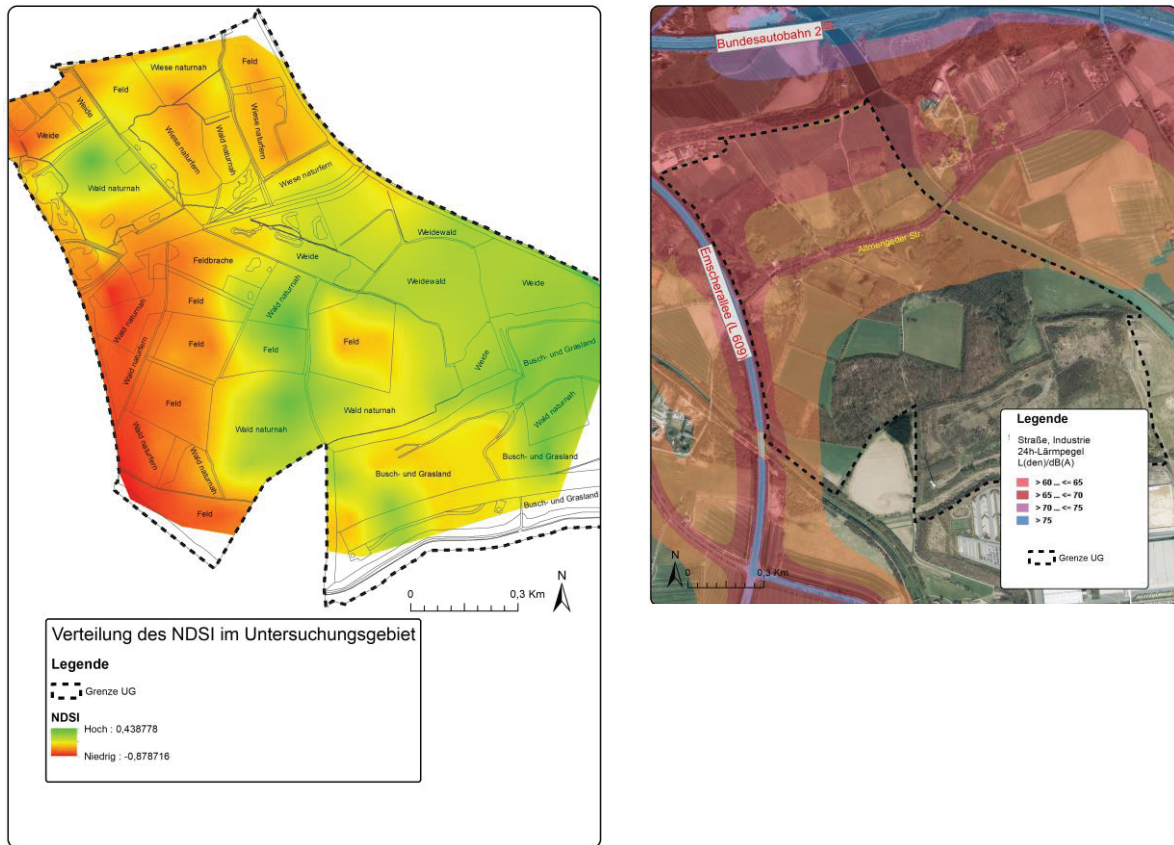 Wiese naturnah
Feld
Feld
Weide
Weide
Wiese naturfern
Wald naturnah
Wiese naturfern
Wald naturnah
Wiese naturfern
Weidewald
Feldbrache
Weide
Weidewald
Weide
Wald naturnah
Wald naturnah
Feld
Wald naturfern
Feld
Feld
Feld
Weide
Busch- und Grasland
Feld
Wald naturnah
Wald naturnah
Wald naturnah
Wald naturfern
Wald naturnah
Busch- und Grasland
Busch- und Grasland
Busch- und Grasland
Feld
N
0
0,3 Km
Verteilung des NDSI im Untersuchungsgebiet
Legende
Grenze UG
NDSI
Hoch : 0,438778
Niedrig : -0,878716
Bundesautobahn 2
Emscherallee (L 609)
Allmengeder Str.
N
0
0,3 Km
Legende
Straße, Industrie
24h-Lärmpegel
L(den)/dB(A)
> 60 ... <= 65
> 65 ... <= 70
> 70 ... <= 75
> 75
Grenze UG